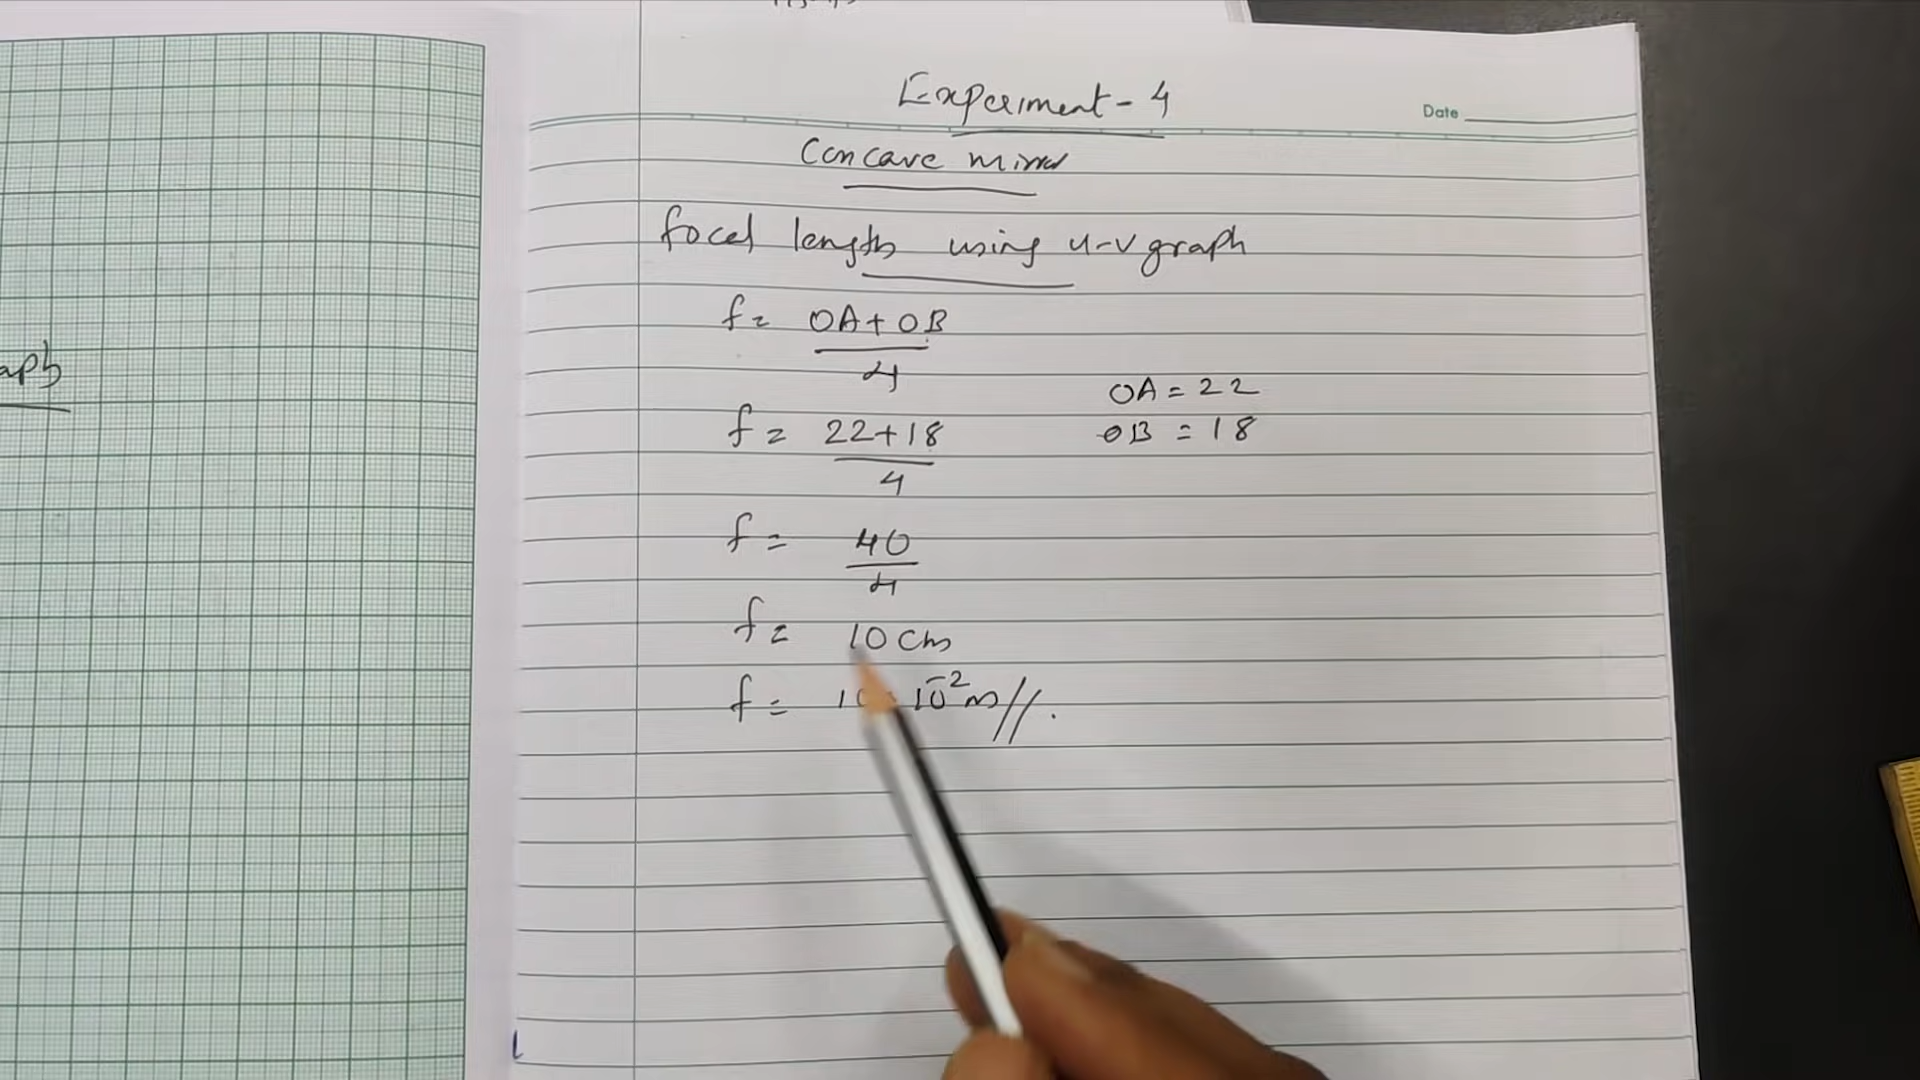 Experiment - 4
Date
Concave mirror
focal length using u-v graph
f = OA + OB
4
OA = 22
OB = 18
f = 22 + 18
4
f = 40
4
f = 10 cm
f = 10⁻² m //.